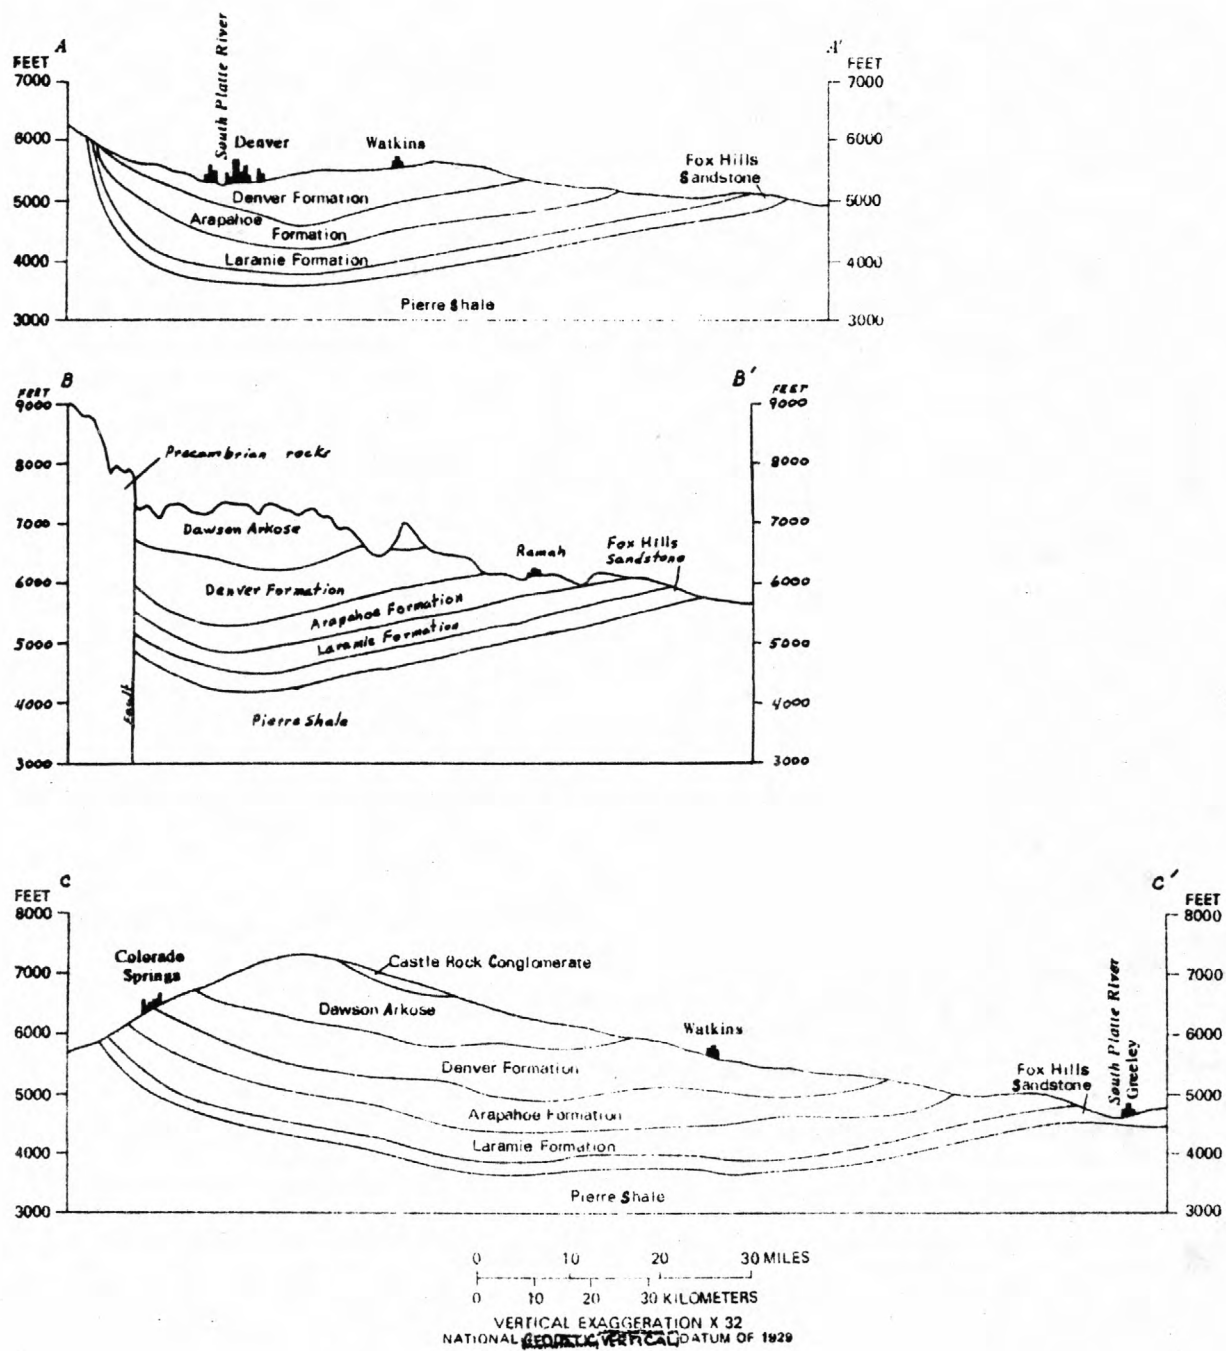 A
A'
FEET
FEET
7000
7000
6000
6000
5000
5000
4000
4000
3000
3000
South Platte River
Denver
Watkins
Fox Hills
Sandstone
Denver Formation
Arapahoe
Formation
Laramie Formation
Pierre Shale
B
B'
FEET
FEET
9000
9000
8000
8000
7000
7000
6000
6000
5000
5000
4000
4000
3000
3000
Precambrian rocks
Dawson Arkose
Ramah
Fox Hills
Sandstone
Denver Formation
Arapahoe Formation
Laramie Formation
Fault
Pierre Shale
C
C'
FEET
FEET
8000
8000
7000
7000
6000
6000
5000
5000
4000
4000
3000
3000
Colorado
Springs
Castle Rock Conglomerate
Dawson Arkose
Watkins
South Platte River
Greeley
Denver Formation
Fox Hills
Sandstone
Arapahoe Formation
Laramie Formation
Pierre Shale
0 10 20 30 MILES
0 10 20 30 KILOMETERS
VERTICAL EXAGGERATION X 32
NATIONAL GEODETIC VERTICAL DATUM OF 1929